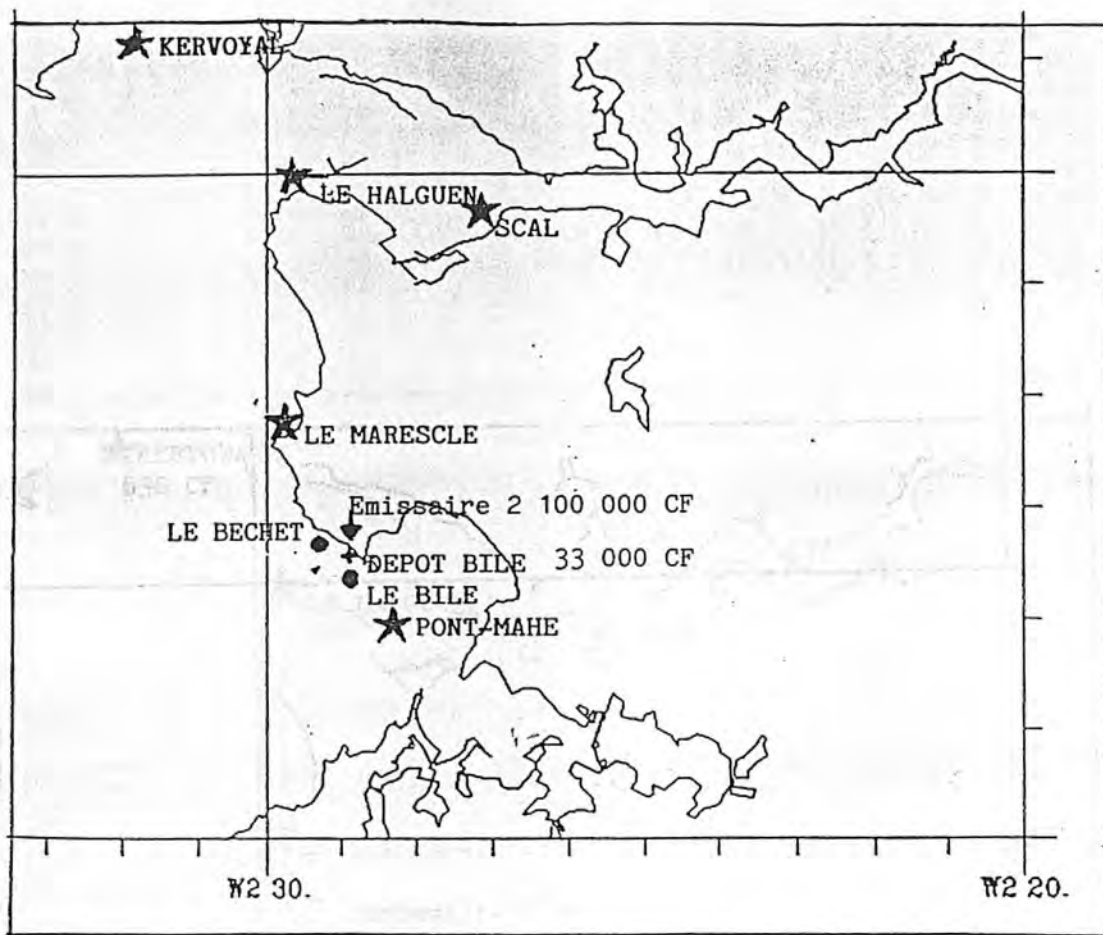 KERVOYAL
LE HALGUEN
SCAL
LE MARESCLE
Emissaire 2 100 000 CF
LE BECHET
DEPOT BILE 33 000 CF
LE BILE
PONT-MAHE
W2 30.
W2 20.